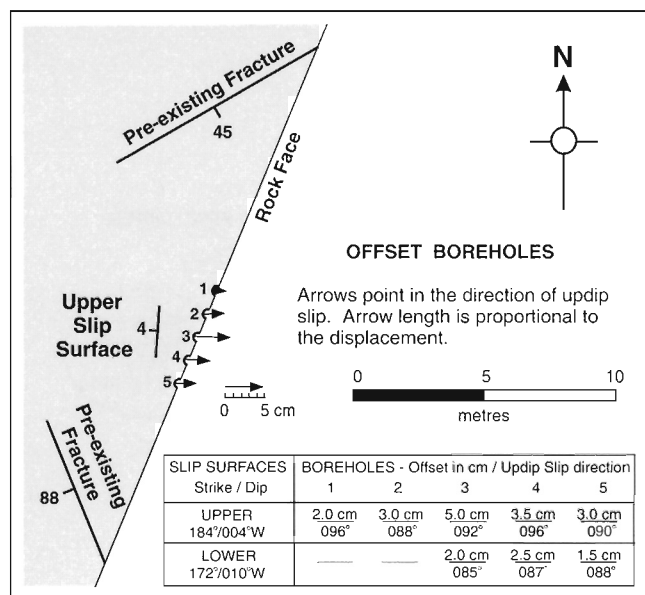 N
Pre-existing Fracture
45
Rock Face
OFFSET BOREHOLES
Arrows point in the direction of updip
slip. Arrow length is proportional to
the displacement.
1
2
3
4
5
Upper
Slip
Surface
4
0 5 cm
0 5 10
metres
Pre-existing
Fracture
88
SLIP SURFACES BOREHOLES - Offset in cm / Updip Slip direction
Strike / Dip 1 2 3 4 5
UPPER 2.0 cm 3.0 cm 5.0 cm 3.5 cm 3.0 cm
184°/004°W 096° 088° 092° 096° 090°
LOWER 2.0 cm 2.5 cm 1.5 cm
172°/010°W 085° 087 088°